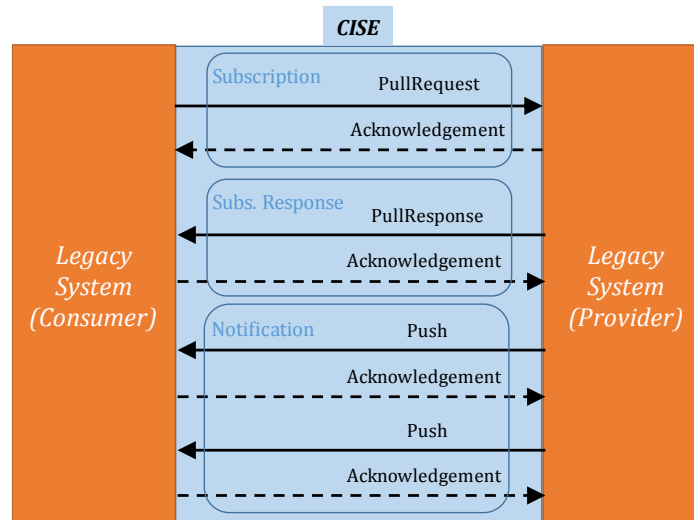 CISE
Subscription
PullRequest
Acknowledgement
Subs. Response
PullResponse
Acknowledgement
Legacy
System
(Consumer)
Legacy
System
(Provider)
Notification
Push
Acknowledgement
Push
Acknowledgement